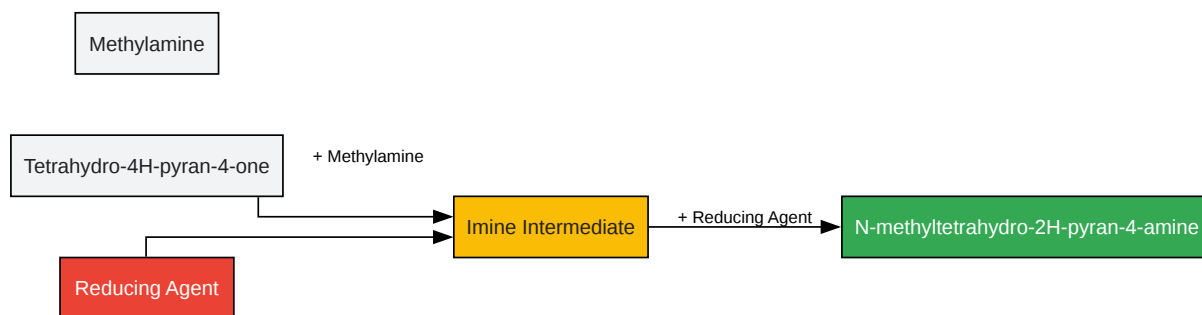 Methylamine
Tetrahydro-4H-pyran-4-one
+ Methylamine
Imine Intermediate
+ Reducing Agent
N-methyltetrahydro-2H-pyran-4-amine
Reducing Agent